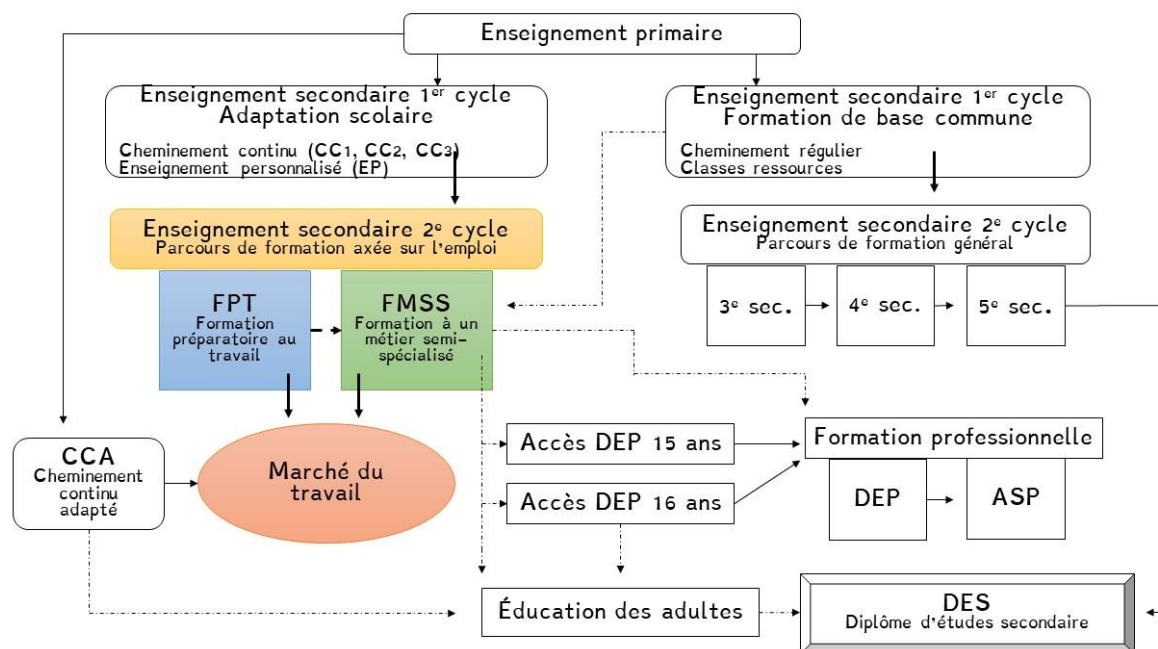 Enseignement primaire
Enseignement secondaire 1er cycle
Adaptation scolaire
Cheminement continu (CC1, CC2, CC3)
Enseignement personnalisé (EP)
Enseignement secondaire 1er cycle
Formation de base commune
Cheminement régulier
Classes ressources
Enseignement secondaire 2e cycle
Parcours de formation axée sur l'emploi
Enseignement secondaire 2e cycle
Parcours de formation général
FPT
Formation
préparatoire au
travail
FMSS
Formation à un
métier semi-
spécialisé
3e sec.
4e sec.
5e sec.
CCA
Cheminement
continu
adapté
Marché du
travail
Accès DEP 15 ans
Accès DEP 16 ans
Formation professionnelle
DEP
ASP
Éducation des adultes
DES
Diplôme d'études secondaire